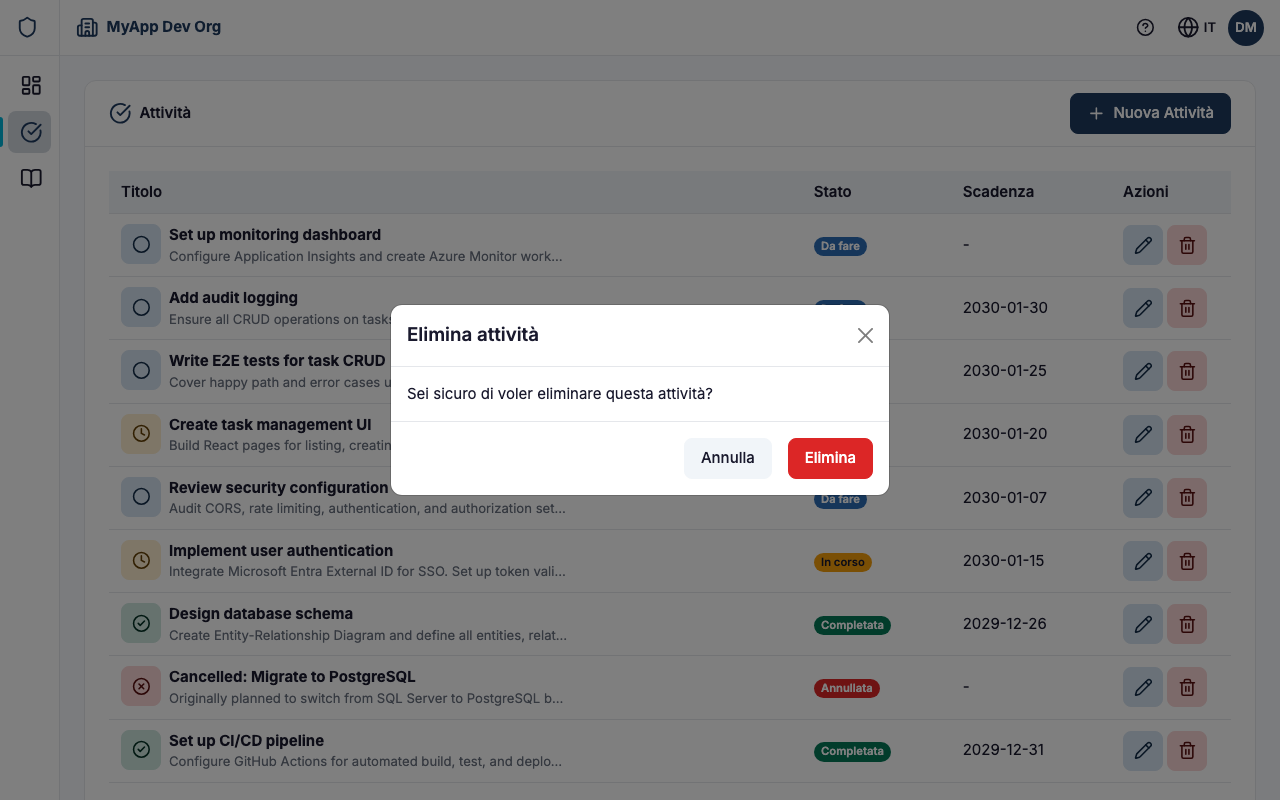 MyApp Dev Org
IT
DM
Attività
Nuova Attività
Titolo
Stato
Scadenza
Azioni
Set up monitoring dashboard
Configure Application Insights and create Azure Monitor work...
Da fare
-
Add audit logging
Ensure all CRUD operations on tasks
2030-01-30
Write E2E tests for task CRUD
Cover happy path and error cases
2030-01-25
Create task management UI
Build React pages for listing,
2030-01-20
Review security configuration
Audit CORS, rate limiting, authentication, and authorization set...
Da fare
2030-01-07
Implement user authentication
Integrate Microsoft Entra External ID for SSO. Set up token vali...
In corso
2030-01-15
Design database schema
Create Entity-Relationship Diagram and define all entities, relat...
Completata
2029-12-26
Cancelled: Migrate to PostgreSQL
Originally planned to switch from SQL Server to PostgreSQL b...
Annullata
-
Set up CI/CD pipeline
Configure GitHub Actions for automated build, test, and deplo...
Completata
2029-12-31
Elimina attività
Sei sicuro di voler eliminare questa attività?
Annulla
Elimina